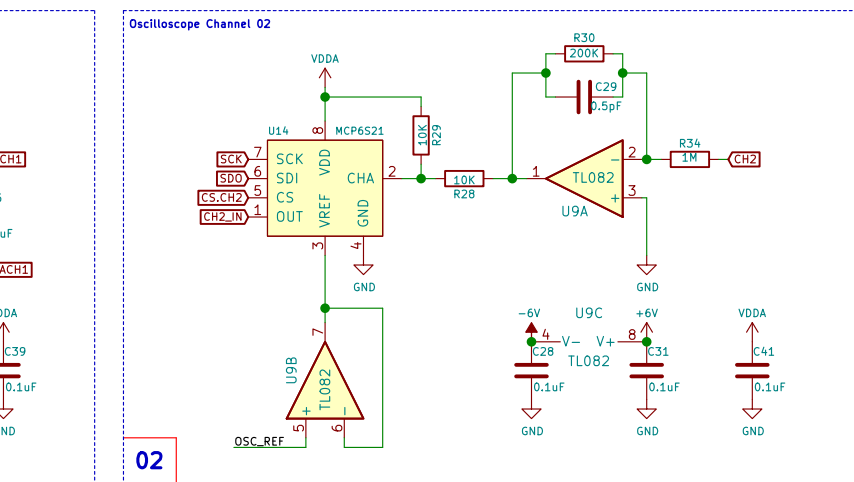 Oscilloscope Channel 02
R30
200K
VDDA
C29
0.5pF
U14
MCP6S21
8
10K
R29
R34
1M
CH2
CH1
SCK
7
SCK
VDD
2
SDO
6
SDI
CHA
2
10K
R28
1
TL082
CS.CH2
5
CS
3
CH2_IN
1
OUT
VREF
GND
U9A
uF
3
4
ACH1
GND
GND
DDA
-6V
U9C
+6V
VDDA
7
4
V-
V+
8
C39
C28
TL082
C31
C41
U9B
TL082
0.1uF
0.1uF
0.1uF
0.1uF
+
-
ND
GND
GND
GND
OSC_REF
5
6
02